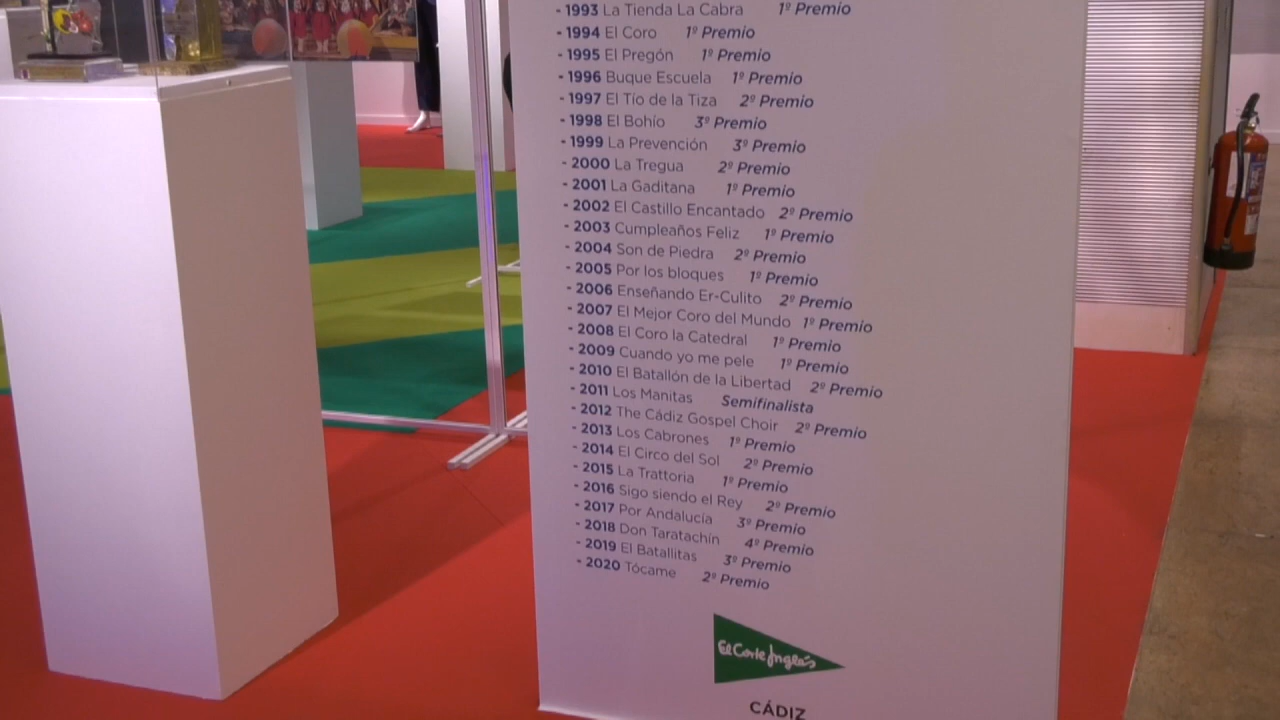 - 1993 La Tienda La Cabra 1º Premio
- 1994 El Coro 1º Premio
- 1995 El Pregón 1º Premio
- 1996 Buque Escuela 1º Premio
- 1997 El Tío de la Tiza 2º Premio
- 1998 El Bohío 3º Premio
- 1999 La Prevención 3º Premio
- 2000 La Tregua 2º Premio
- 2001 La Gaditana 1º Premio
- 2002 El Castillo Encantado 2º Premio
- 2003 Cumpleaños Feliz 1º Premio
- 2004 Son de Piedra 2º Premio
- 2005 Por los bloques 1º Premio
- 2006 Enseñando Er-Culito 2º Premio
- 2007 El Mejor Coro del Mundo 1º Premio
- 2008 El Coro la Catedral 1º Premio
- 2009 Cuando yo me pele 1º Premio
- 2010 El Batallón de la Libertad 2º Premio
- 2011 Los Manitas Semifinalista
- 2012 The Cádiz Gospel Choir 2º Premio
- 2013 Los Cabrones 1º Premio
- 2014 El Circo del Sol 2º Premio
- 2015 La Trattoria 1º Premio
- 2016 Sigo siendo el Rey 2º Premio
- 2017 Por Andalucía 3º Premio
- 2018 Don Taratachín 4º Premio
- 2019 El Batallitas 3º Premio
- 2020 Tócame 2º Premio
El Corte Inglés
CÁDIZ